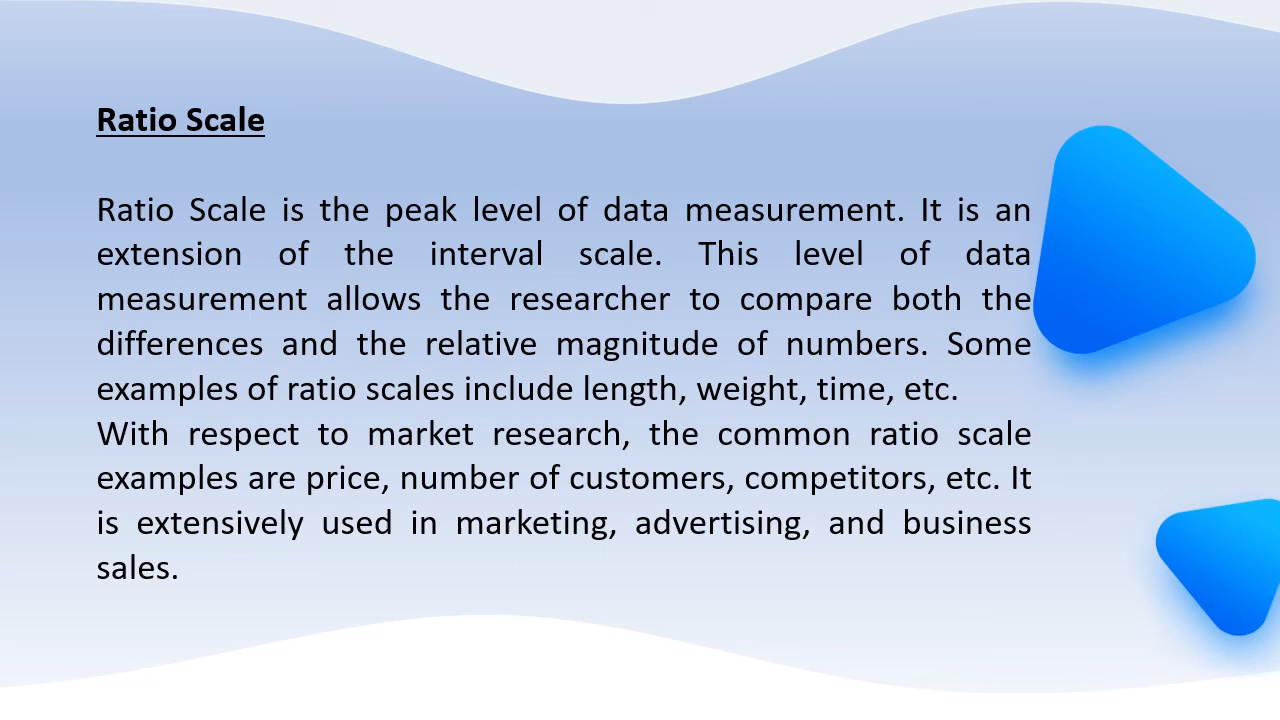 Ratio Scale
Ratio Scale is the peak level of data measurement. It is an
extension of the interval scale. This level of data
measurement allows the researcher to compare both the
differences and the relative magnitude of numbers. Some
examples of ratio scales include length, weight, time, etc.
With respect to market research, the common ratio scale
examples are price, number of customers, competitors, etc. It
is extensively used in marketing, advertising, and business
sales.